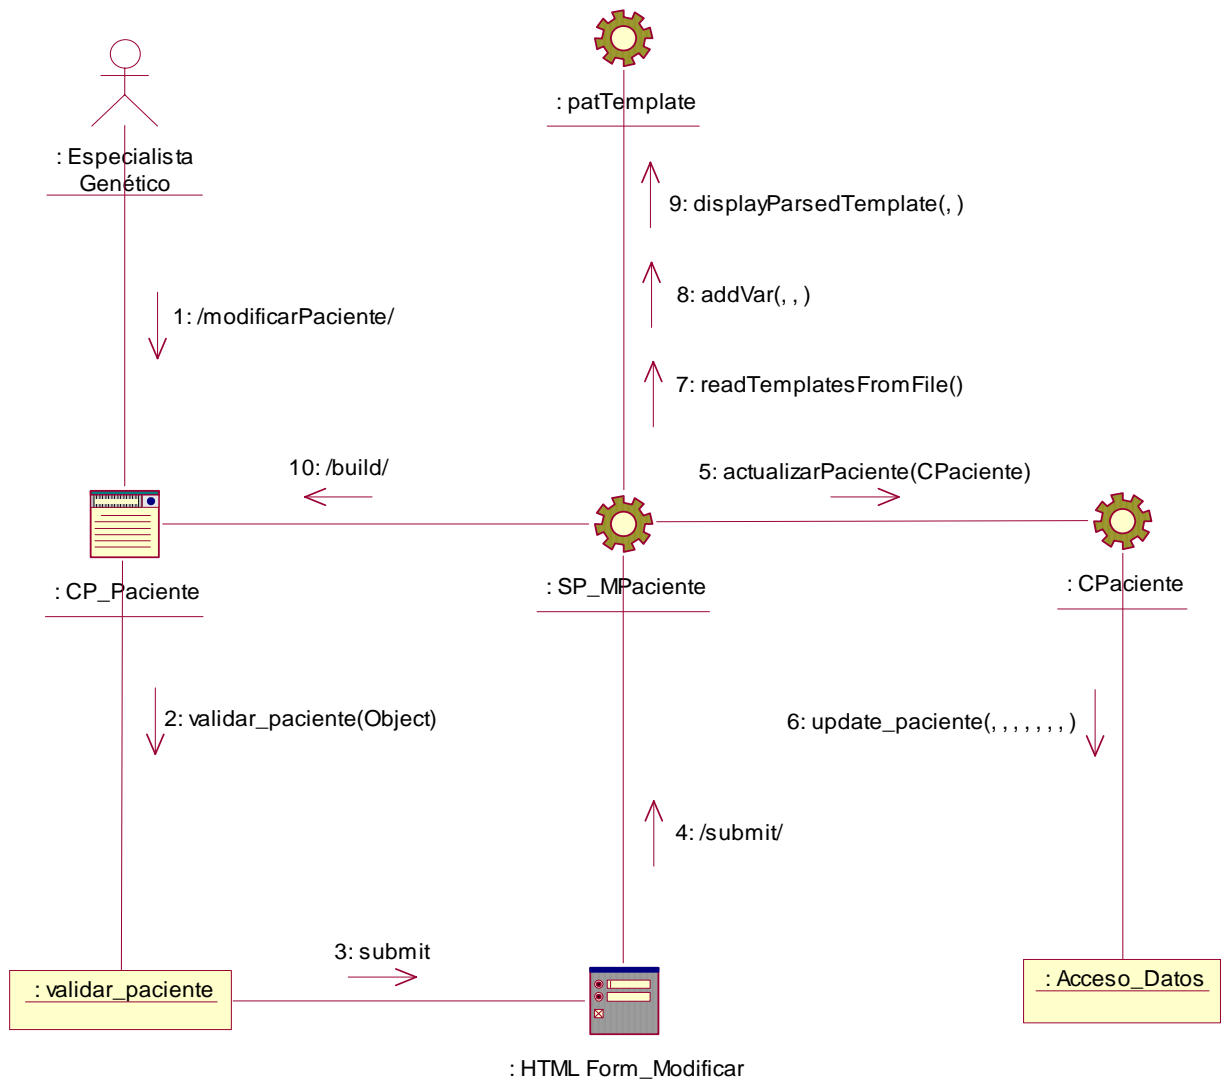 : patTemplate
: Especialista
Genético
9: displayParsedTemplate(, )
8: addVar(, , )
1: /modificarPaciente/
7: readTemplatesFromFile()
10: /build/
5: actualizarPaciente(CPaciente)
: CP_Paciente
: SP_MPaciente
: CPaciente
2: validar_paciente(Object)
6: update_paciente(, , , , , , , )
4: /submit/
3: submit
: validar_paciente
: Acceso_Datos
: HTML Form_Modificar